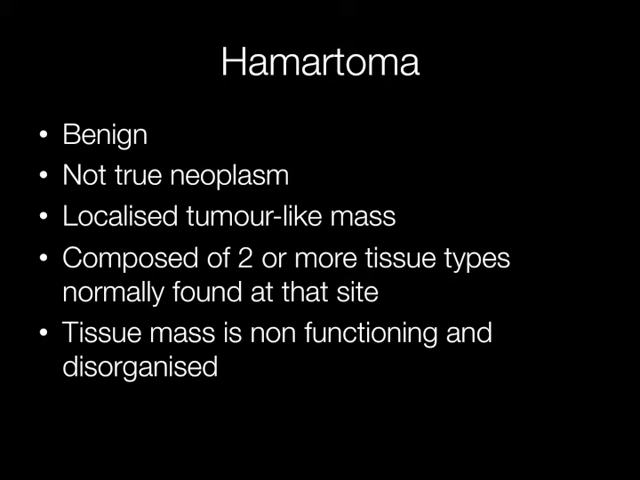 Hamartoma
• Benign
• Not true neoplasm
• Localised tumour-like mass
• Composed of 2 or more tissue types
normally found at that site
• Tissue mass is non functioning and
disorganised